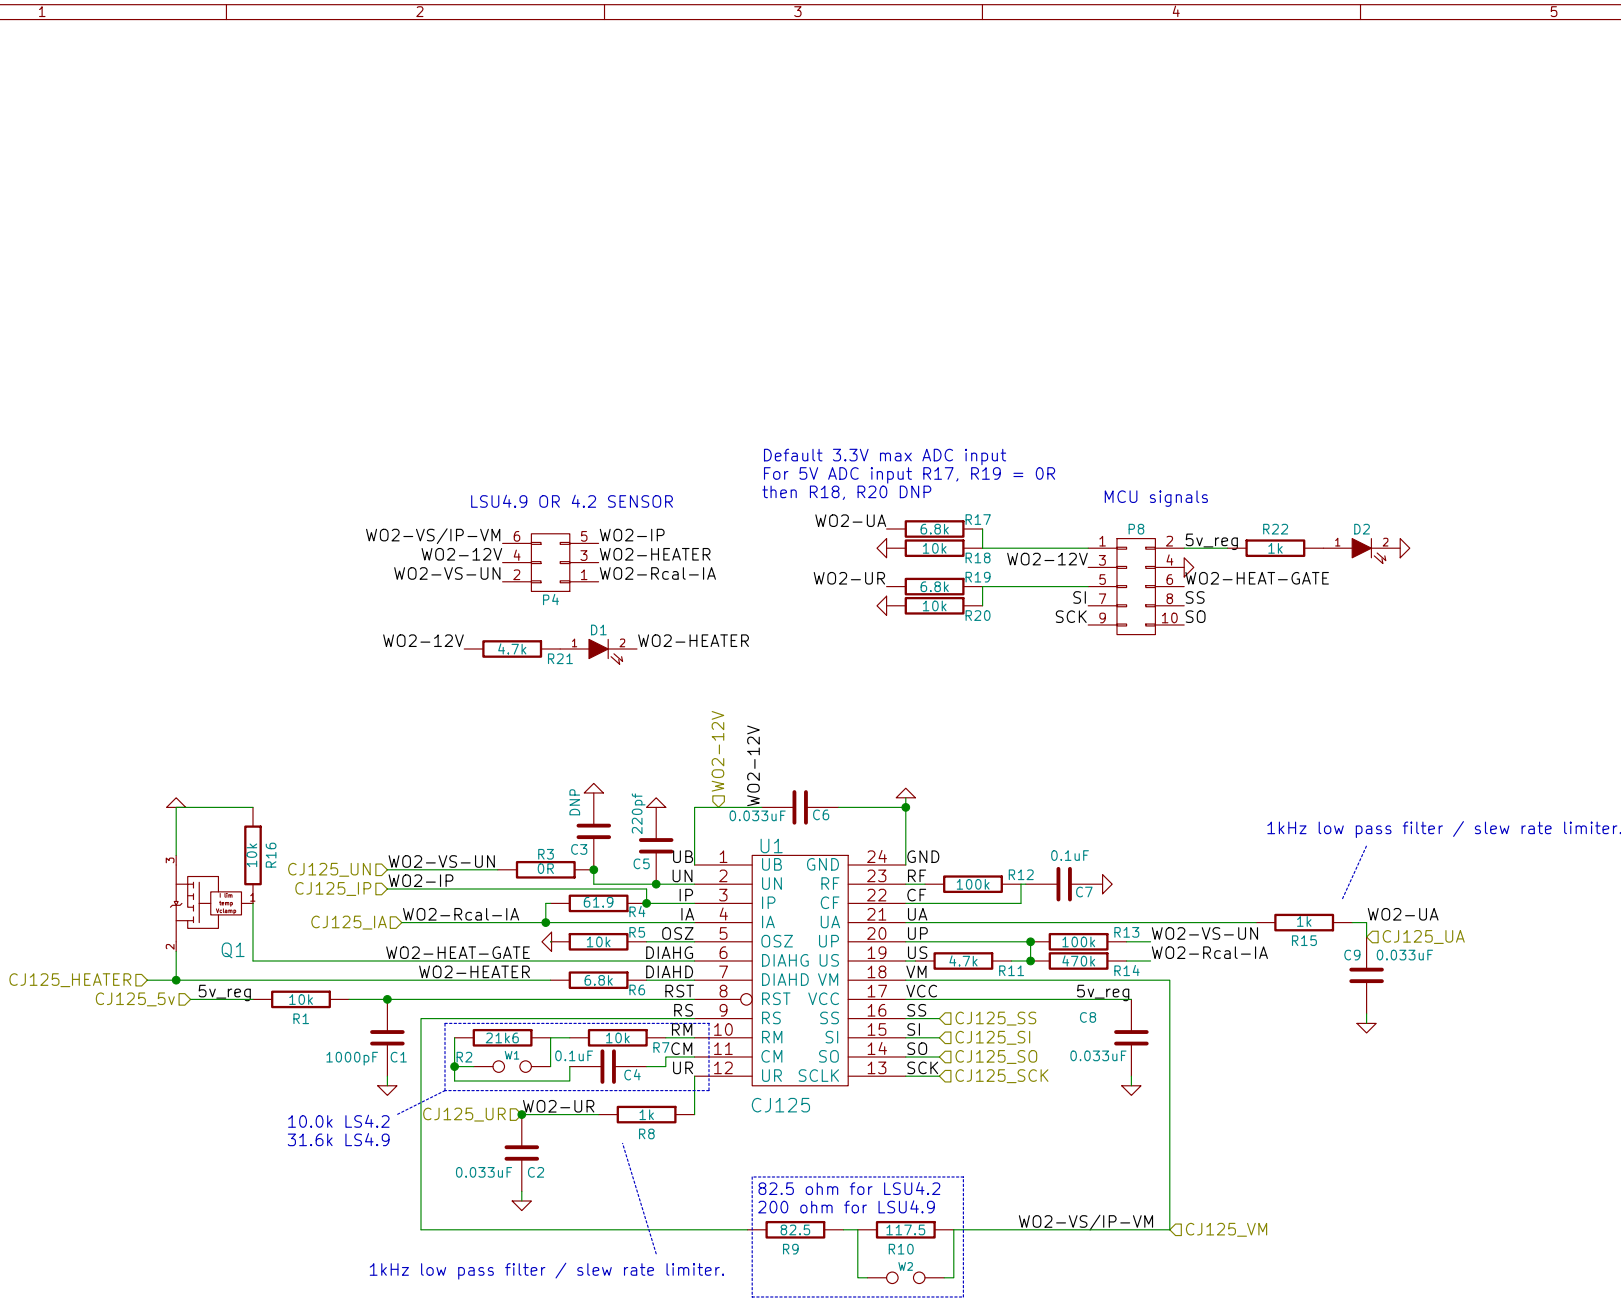 1 2 3 4 5
Default 3.3V max ADC input
For 5V ADC input R17, R19 = 0R
then R18, R20 DNP
LSU4.9 OR 4.2 SENSOR
MCU signals
WO2-VS/IP-VM 6 5 WO2-IP
WO2-12V 4 3 WO2-HEATER
WO2-VS-UN 2 1 WO2-Rcal-IA
P4
WO2-UA 6.8k R17
10k R18
WO2-UR 6.8k R19
10k R20
P8
1 2 5v_reg
R22
1k
D2
1 2
WO2-12V 3 4
5 6 WO2-HEAT-GATE
SI 7 8 SS
SCK 9 10 SO
WO2-12V 4.7k R21 1 D1 2 WO2-HEATER
WO2-12V
WO2-12V
0.033uF C6
DNP
C3
220pf
C5
1kHz low pass filter / slew rate limiter.
3
10k
R16
I lim
temp
Vclamp
1
2
Q1
U1
CJ125_UN WO2-VS-UN R3
0R
CJ125_IP WO2-IP
61.9
R4
CJ125_IA WO2-Rcal-IA
10k R5
WO2-HEAT-GATE
CJ125_HEATER WO2-HEATER 6.8k R6
CJ125_5v 5v_reg 10k
R1
1000pF C1
UB 1 UB GND 24 GND
UN 2 UN RF 23 RF
IP 3 IP CF 22 CF
IA 4 IA UA 21 UA
OSZ 5 OSZ UP 20 UP
DIAHG 6 DIAHG US 19 US
DIAHD 7 DIAHD VM 18 VM
RST 8 RST VCC 17 VCC
RS 9 RS SS 16 SS
RM 10 RM SI 15 SI
CM 11 CM SO 14 SO
UR 12 UR SCLK 13 SCK
CJ125
100k R12
0.1uF
C7
1k
R15
WO2-UA
CJ125_UA
C9 0.033uF
100k R13 WO2-VS-UN
4.7k R11
470k R14 WO2-Rcal-IA
5v_reg
C8
0.033uF
CJ125_SS
CJ125_SI
CJ125_SO
CJ125_SCK
21k6
R2
W1
10k
R7
0.1uF
C4
10.0k LS4.2
31.6k LS4.9
CJ125_UR WO2-UR 1k
R8
0.033uF C2
82.5 ohm for LSU4.2
200 ohm for LSU4.9
82.5
R9
117.5
R10
W2
WO2-VS/IP-VM
CJ125_VM
1kHz low pass filter / slew rate limiter.